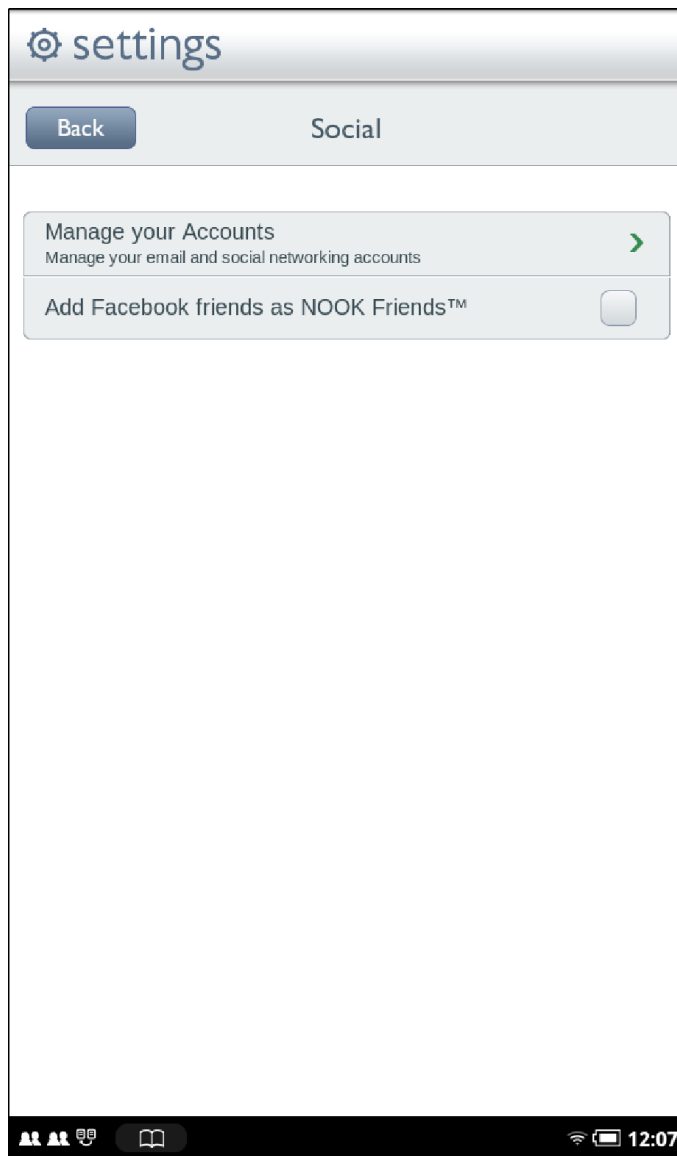 settings
Back
Social
Manage your Accounts
Manage your email and social networking accounts
Add Facebook friends as NOOK Friends™
12:07